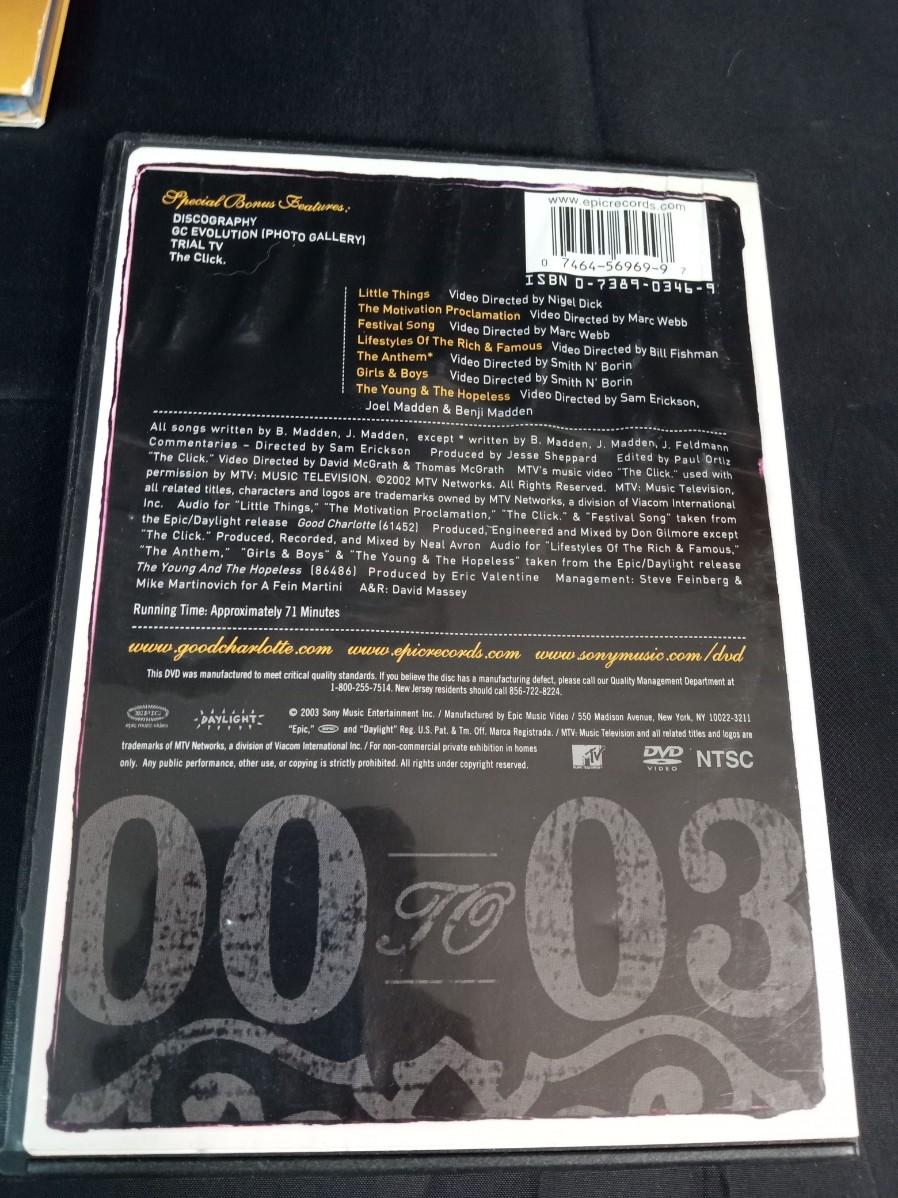 Special Bonus Features:
DISCOGRAPHY
GC EVOLUTION (PHOTO GALLERY)
TRIAL TV
The Click.
www.epicrecords.com
0 7464-56969-9 7
ISBN 0-7389-0346-9
Little Things Video Directed by Nigel Dick
The Motivation Proclamation Video Directed by Marc Webb
Festival Song Video Directed by Marc Webb
Lifestyles Of The Rich & Famous Video Directed by Bill Fishman
The Anthem* Video Directed by Smith N' Borin
Girls & Boys Video Directed by Smith N' Borin
The Young & The Hopeless Video Directed by Sam Erickson,
Joel Madden & Benji Madden
All songs written by B. Madden, J. Madden, except * written by B. Madden, J. Madden, J. Feldmann
Commentaries – Directed by Sam Erickson Produced by Jesse Sheppard Edited by Paul Ortiz
"The Click." Video Directed by David McGrath & Thomas McGrath MTV's music video "The Click." used with
permission by MTV: MUSIC TELEVISION. ©2002 MTV Networks. All Rights Reserved. MTV: Music Television,
all related titles, characters and logos are trademarks owned by MTV Networks, a division of Viacom International
Inc. Audio for "Little Things," "The Motivation Proclamation," "The Click." & "Festival Song" taken from
the Epic/Daylight release Good Charlotte (61452) Produced, Engineered and Mixed by Don Gilmore except
"The Click." Produced, Recorded, and Mixed by Neal Avron Audio for "Lifestyles Of The Rich & Famous,"
"The Anthem," "Girls & Boys" & "The Young & The Hopeless" taken from the Epic/Daylight release
The Young And The Hopeless (86486) Produced by Eric Valentine Management: Steve Feinberg &
Mike Martinovich for A Fein Martini A&R: David Massey
Running Time: Approximately 71 Minutes
www.goodcharlotte.com www.epicrecords.com www.sonymusic.com/dvd
This DVD was manufactured to meet critical quality standards. If you believe the disc has a manufacturing defect, please call our Quality Management Department at
1-800-255-7514. New Jersey residents should call 856-722-8224.
EPIC
epic music video
DAYLIGHT
© 2003 Sony Music Entertainment Inc. / Manufactured by Epic Music Video / 550 Madison Avenue, New York, NY 10022-3211
"Epic," EPIC and "Daylight" Reg. U.S. Pat. & Tm. Off. Marca Registrada. / MTV: Music Television and all related titles and logos are
trademarks of MTV Networks, a division of Viacom International Inc. / For non-commercial private exhibition in homes
only. Any public performance, other use, or copying is strictly prohibited. All rights under copyright reserved.
MTV
MUSIC TELEVISION
DVD
VIDEO
NTSC
00 TO 03